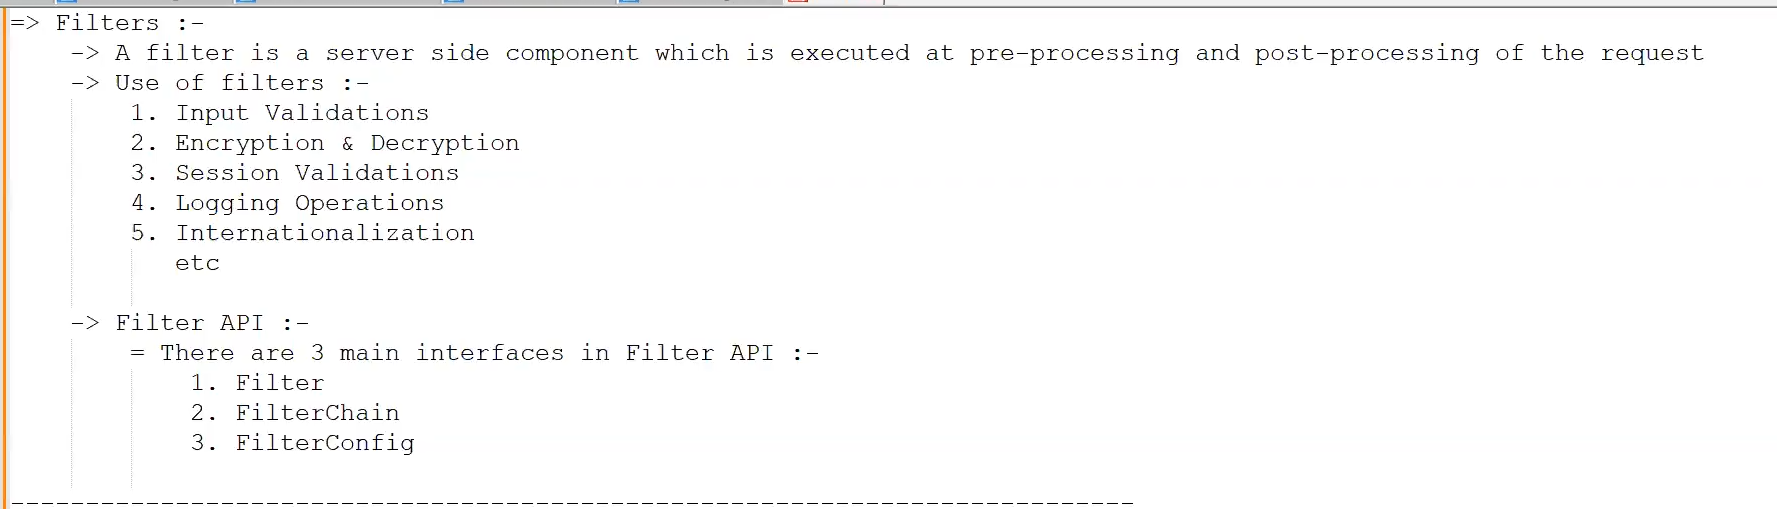 => Filters :-
-> A filter is a server side component which is executed at pre-processing and post-processing of the request
-> Use of filters :-
1. Input Validations
2. Encryption & Decryption
3. Session Validations
4. Logging Operations
5. Internationalization
etc
-> Filter API :-
= There are 3 main interfaces in Filter API :-
1. Filter
2. FilterChain
3. FilterConfig
---------------------------------------------------------------------------